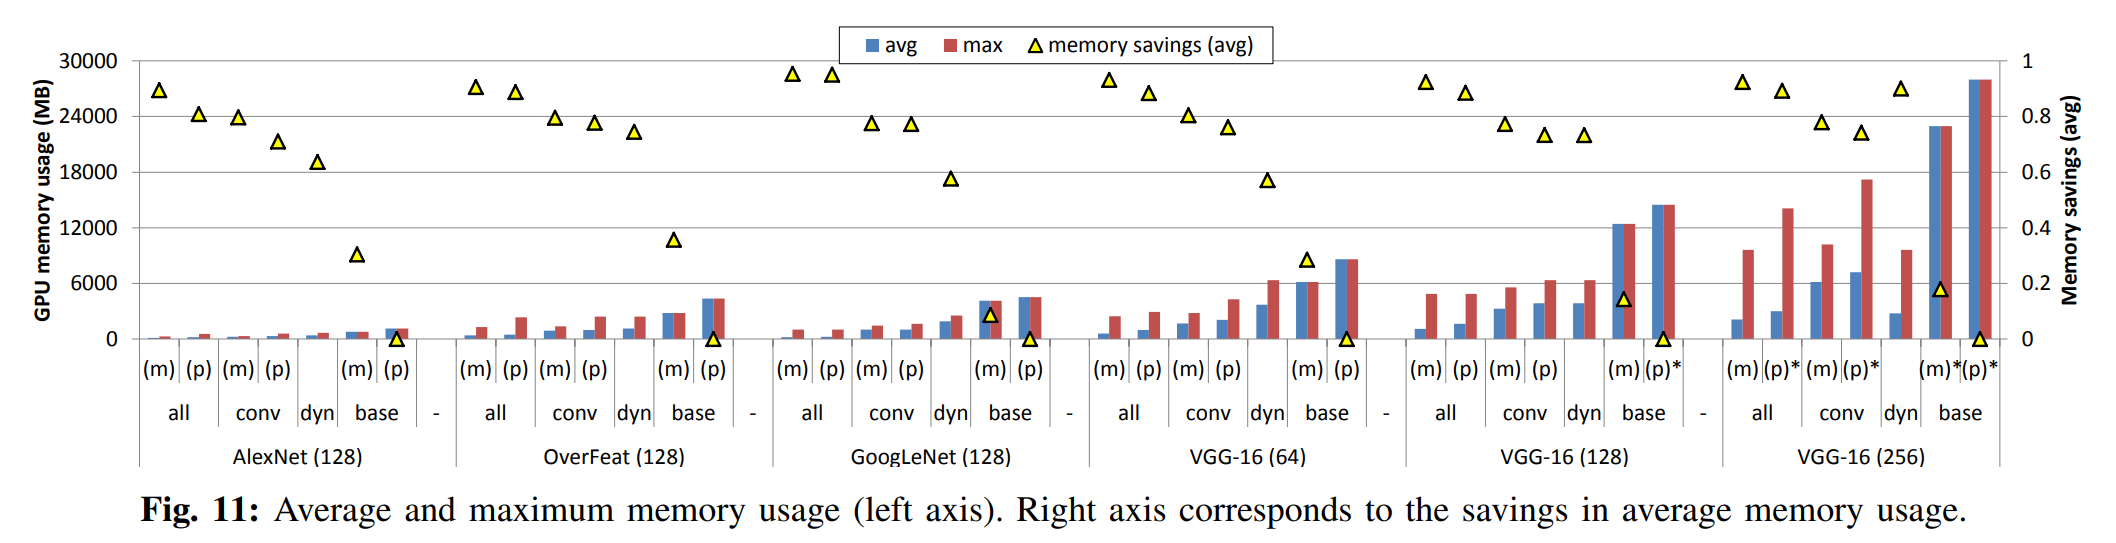 avg max memory savings (avg)
30000 1
24000 0.8
18000 0.6
12000 0.4
6000 0.2
0 0
GPU memory usage (MB)
Memory savings (avg)
(m) (p) (m) (p) (m) (p) (m) (p) (m) (p) (m) (p) (m) (p) (m) (p) (m) (p) (m) (p) (m) (p) (m) (p) (m) (p) (m) (p) (m) (p)* (m) (p)* (m) (p)* (m)* (p)*
all conv dyn base - all conv dyn base - all conv dyn base - all conv dyn base - all conv dyn base - all conv dyn base
AlexNet (128) OverFeat (128) GoogLeNet (128) VGG-16 (64) VGG-16 (128) VGG-16 (256)
Fig. 11: Average and maximum memory usage (left axis). Right axis corresponds to the savings in average memory usage.